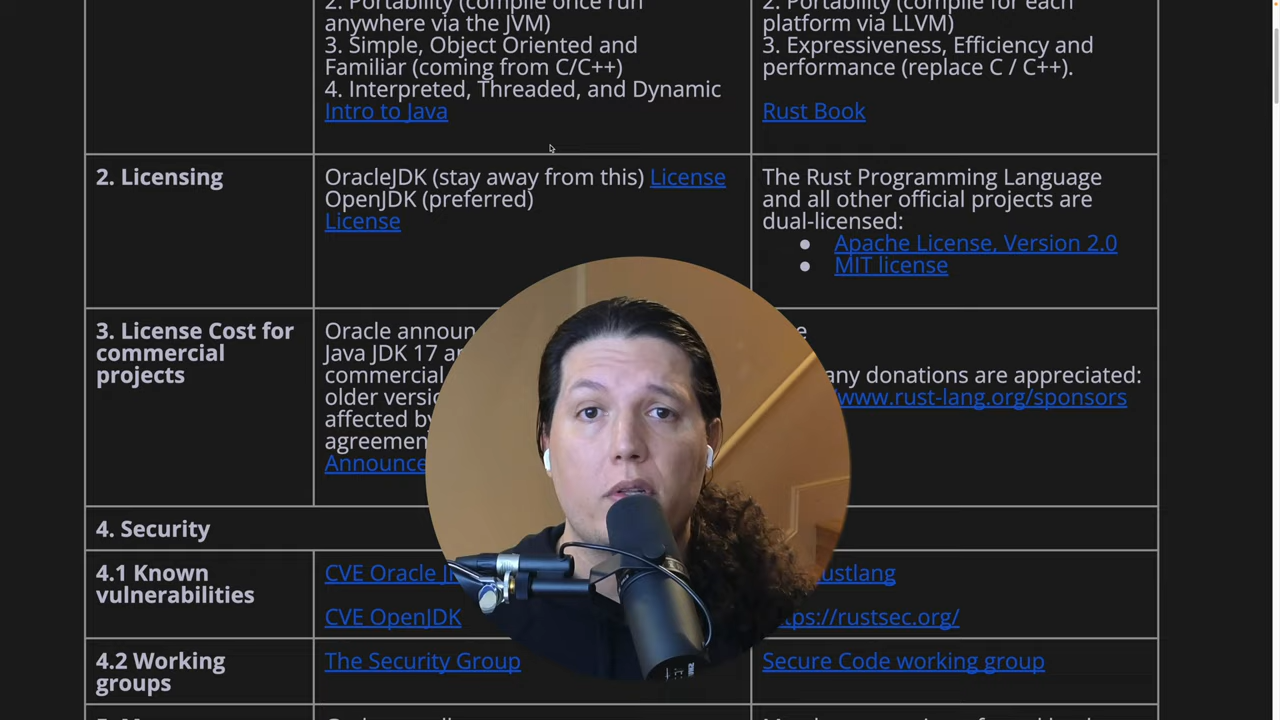 2. Portability (compile once run
anywhere via the JVM)
3. Simple, Object Oriented and
Familiar (coming from C/C++)
4. Interpreted, Threaded, and Dynamic
Intro to Java
2. Portability (compile for each
platform via LLVM)
3. Expressiveness, Efficiency and
performance (replace C / C++).
Rust Book
2. Licensing
OracleJDK (stay away from this) License
OpenJDK (preferred)
License
The Rust Programming Language
and all other official projects are
dual-licensed:
● Apache License, Version 2.0
● MIT license
3. License Cost for
commercial
projects
Oracle
Java JDK 17
commercial
older
affected by
any donations are appreciated:
/www.rust-lang.org/sponsors
4. Security
4.1 Known
vulnerabilities
CVE Oracle
CVE OpenJDK
https://rustsec.org/
4.2 Working
groups
The Security Group
Secure Code working group